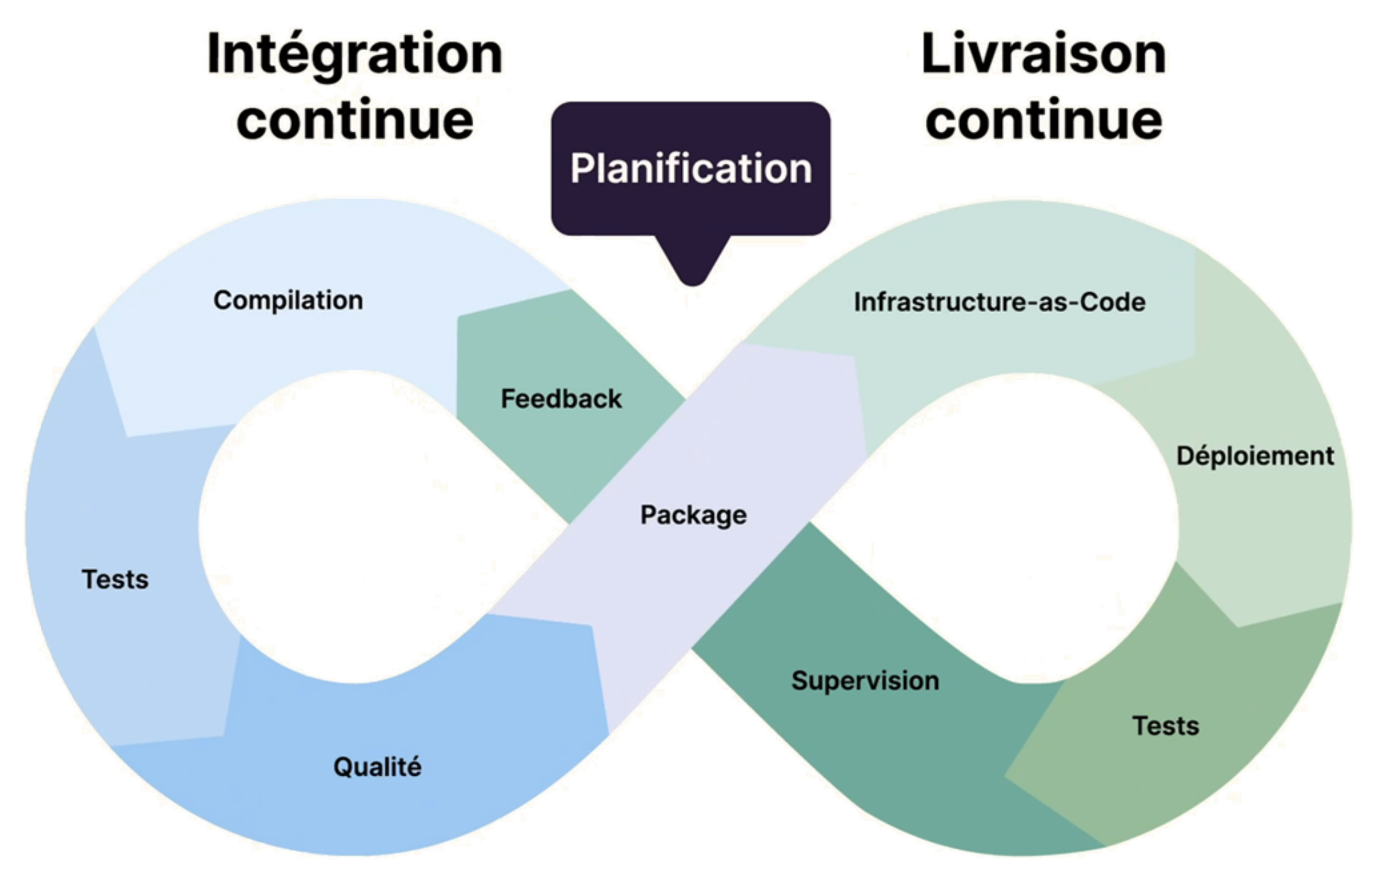 Intégration
continue
Livraison
continue
Planification
Compilation
Infrastructure-as-Code
Feedback
Déploiement
Package
Tests
Supervision
Tests
Qualité